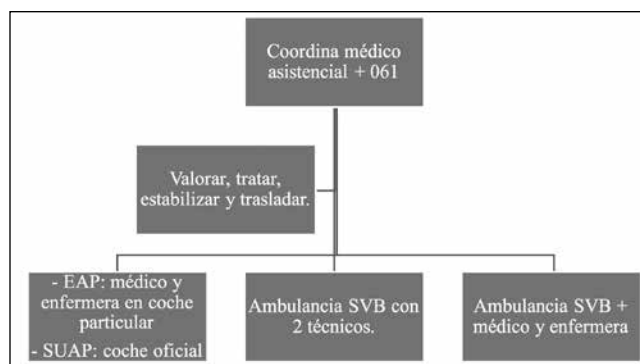 Coordina médico
asistencial + 061
Valorar, tratar,
estabilizar y trasladar.
- EAP: médico y
enfermera en coche
particular
- SUAP: coche oficial
Ambulancia SVB con
2 técnicos.
Ambulancia SVB +
médico y enfermera